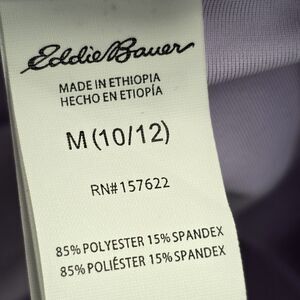 Eddie Bauer
MADE IN ETHIOPIA
HECHO EN ETIOPÍA
M (10/12)
RN#157622
85% POLYESTER 15% SPANDEX
85% POLIÉSTER 15% SPANDEX